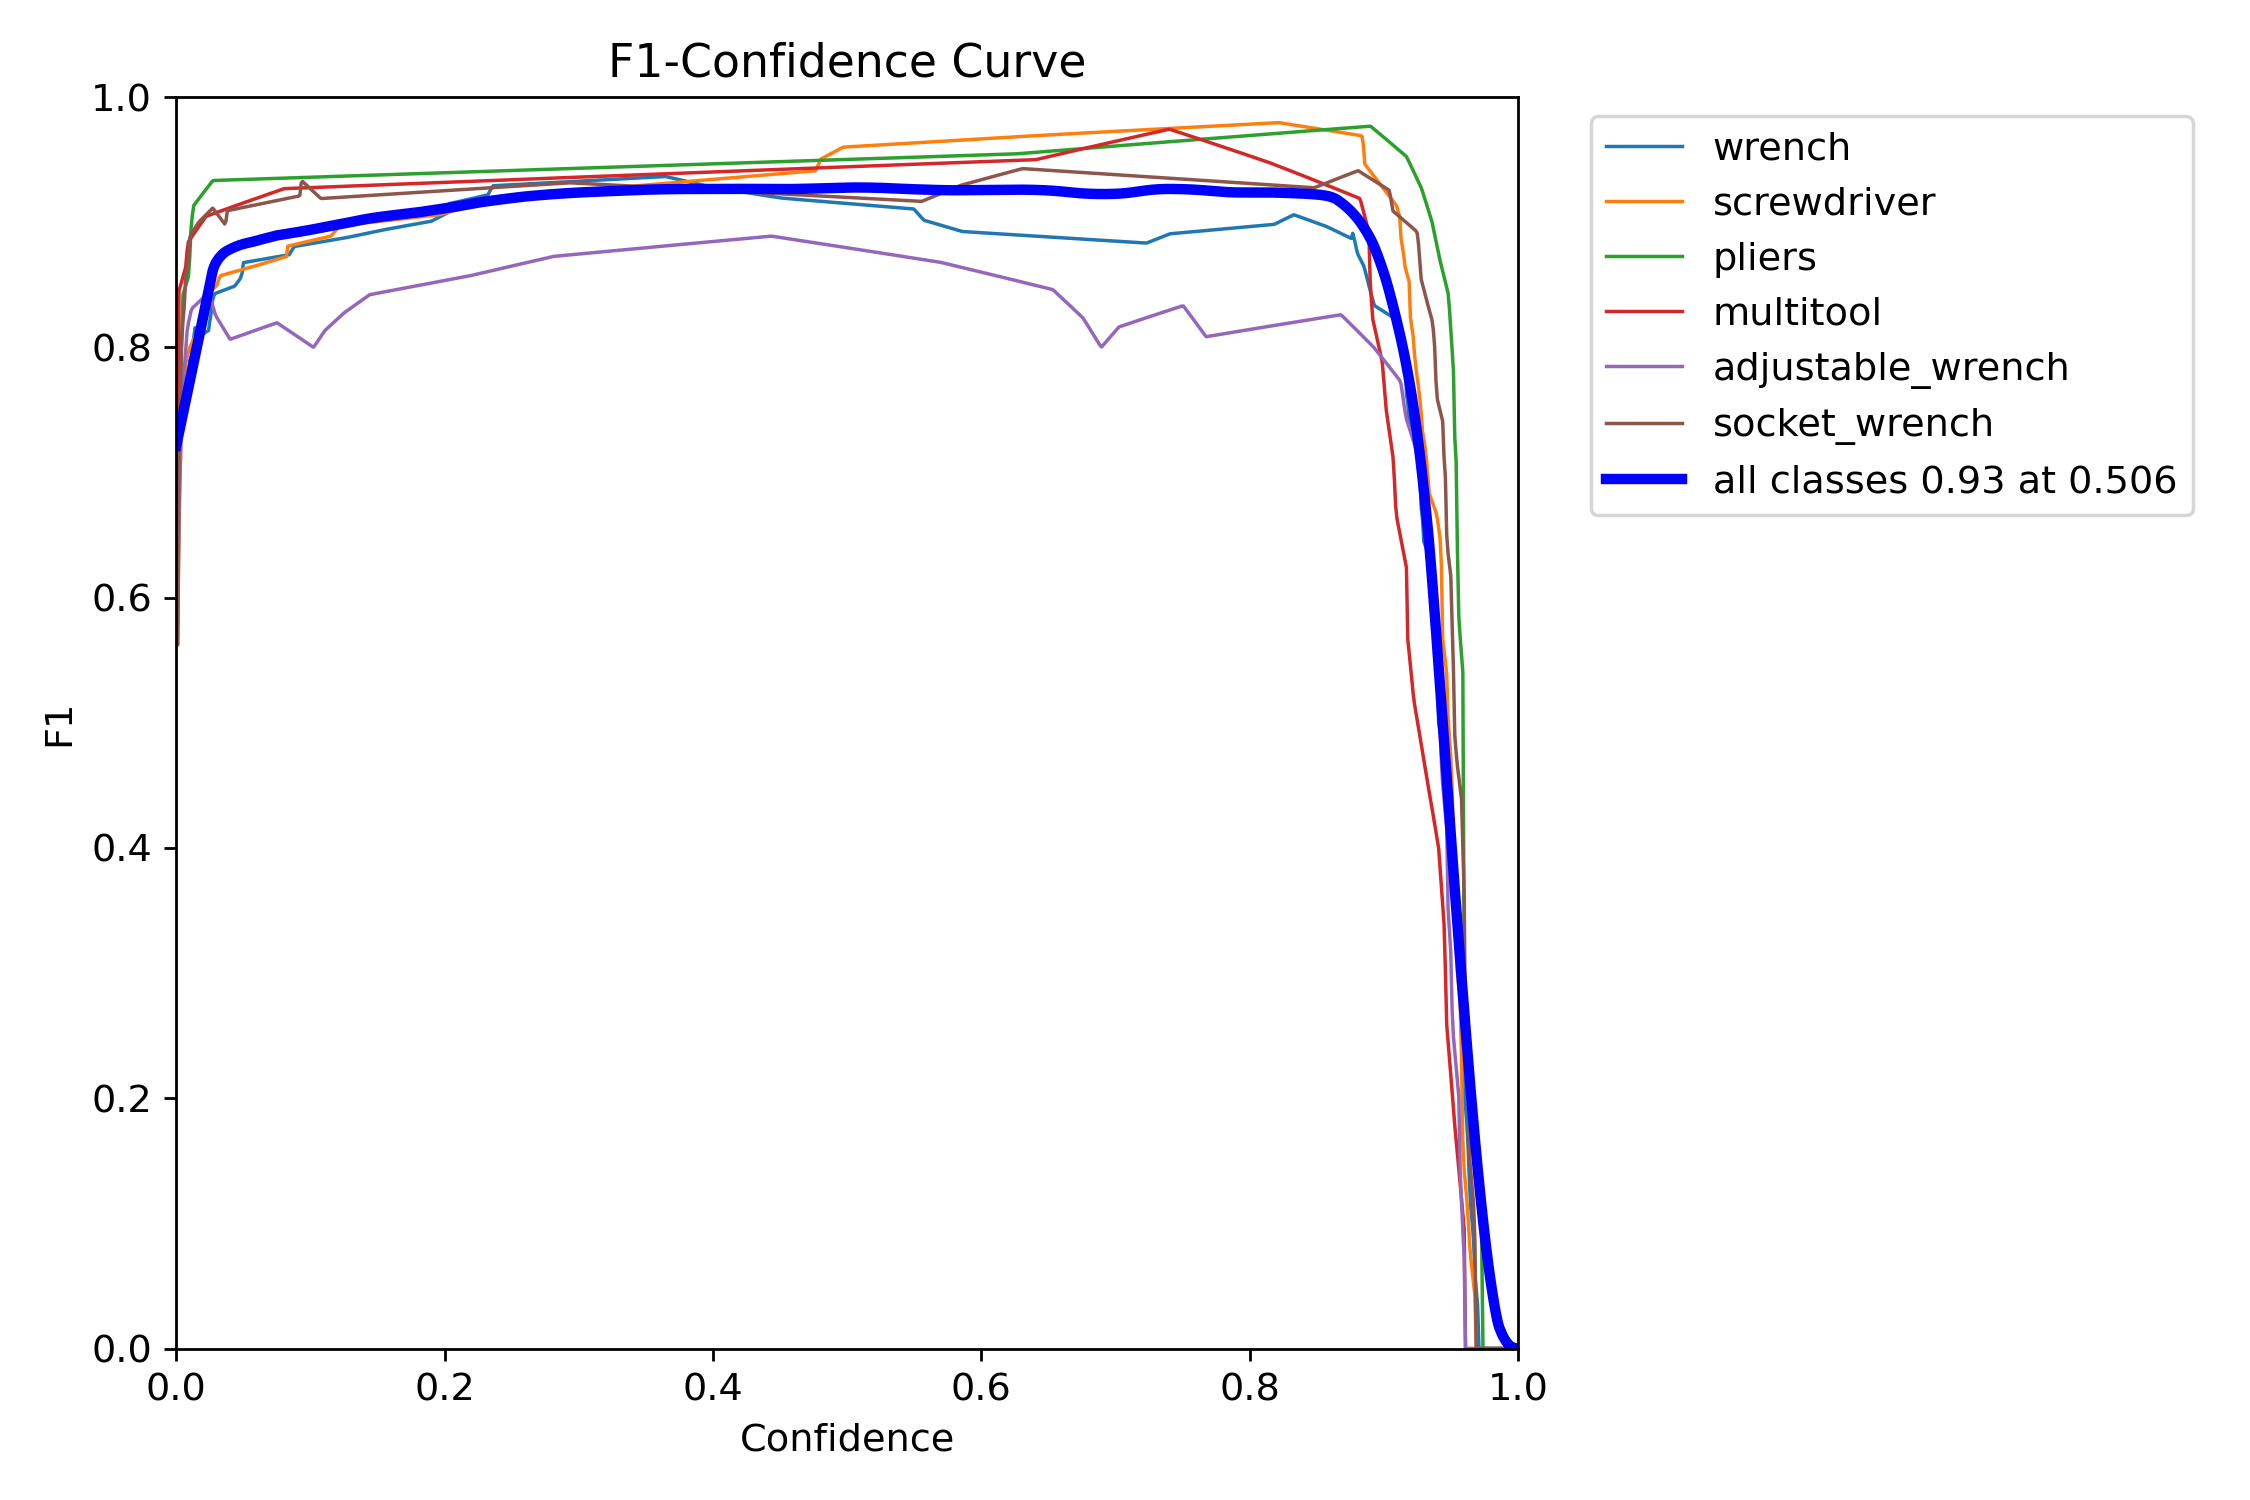 F1-Confidence Curve
1.0
0.8
0.6
0.4
0.2
0.0
F1
0.0 0.2 0.4 0.6 0.8 1.0
Confidence
wrench
screwdriver
pliers
multitool
adjustable_wrench
socket_wrench
all classes 0.93 at 0.506